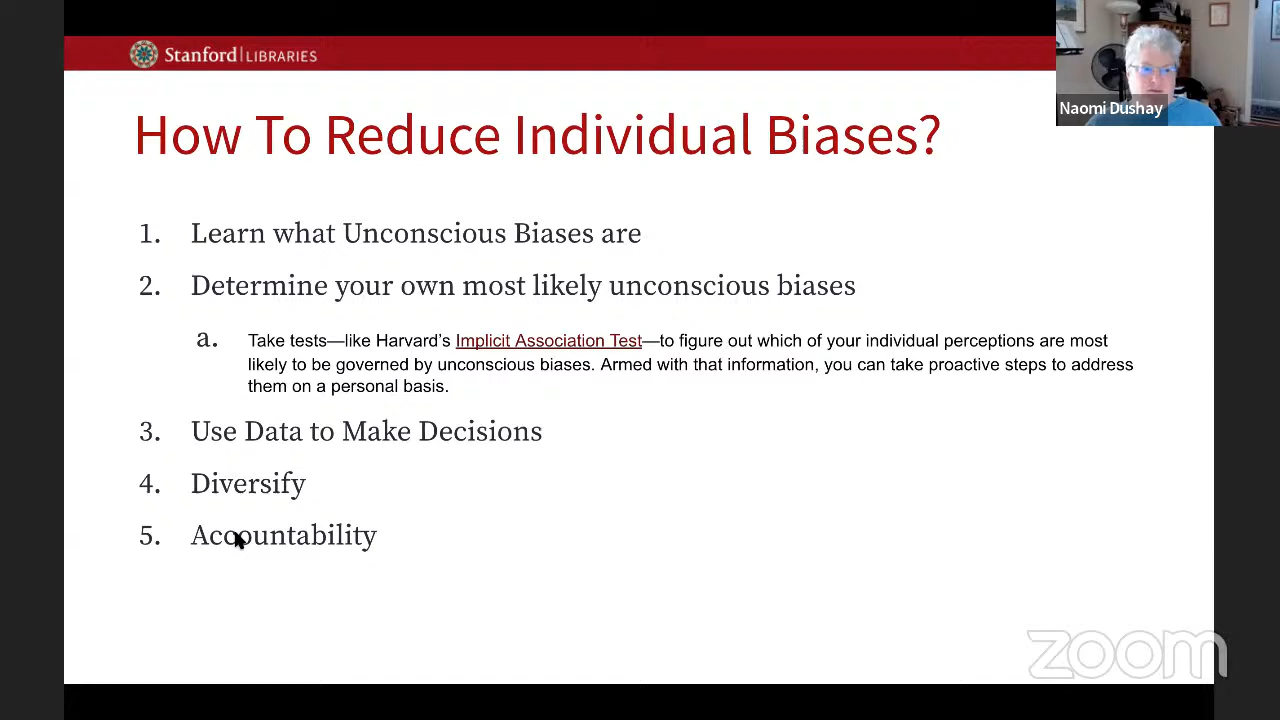 Stanford | LIBRARIES
Naomi Dushay
How To Reduce Individual Biases?
1. Learn what Unconscious Biases are
2. Determine your own most likely unconscious biases
a. Take tests—like Harvard's Implicit Association Test—to figure out which of your individual perceptions are most
likely to be governed by unconscious biases. Armed with that information, you can take proactive steps to address
them on a personal basis.
3. Use Data to Make Decisions
4. Diversify
5. Accountability
zoom